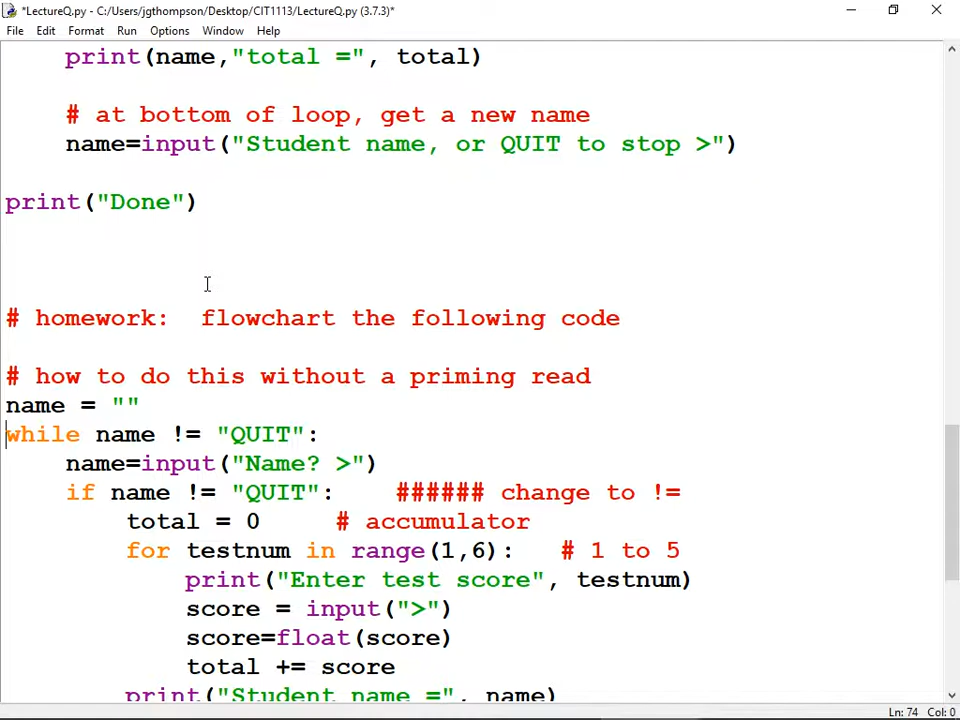 *LectureQ.py - C:/Users/jgthompson/Desktop/CIT1113/LectureQ.py (3.7.3)*
File Edit Format Run Options Window Help
    print(name,"total =", total)
    # at bottom of loop, get a new name
    name=input("Student name, or QUIT to stop >")
print("Done")
# homework:  flowchart the following code
# how to do this without a priming read
name = ""
while name != "QUIT":
    name=input("Name? >")
    if name != "QUIT":    ###### change to !=
        total = 0     # accumulator
        for testnum in range(1,6):   # 1 to 5
            print("Enter test score", testnum)
            score = input(">")
            score=float(score)
            total += score
        print("Student name =", name)
Ln: 74 Col: 0